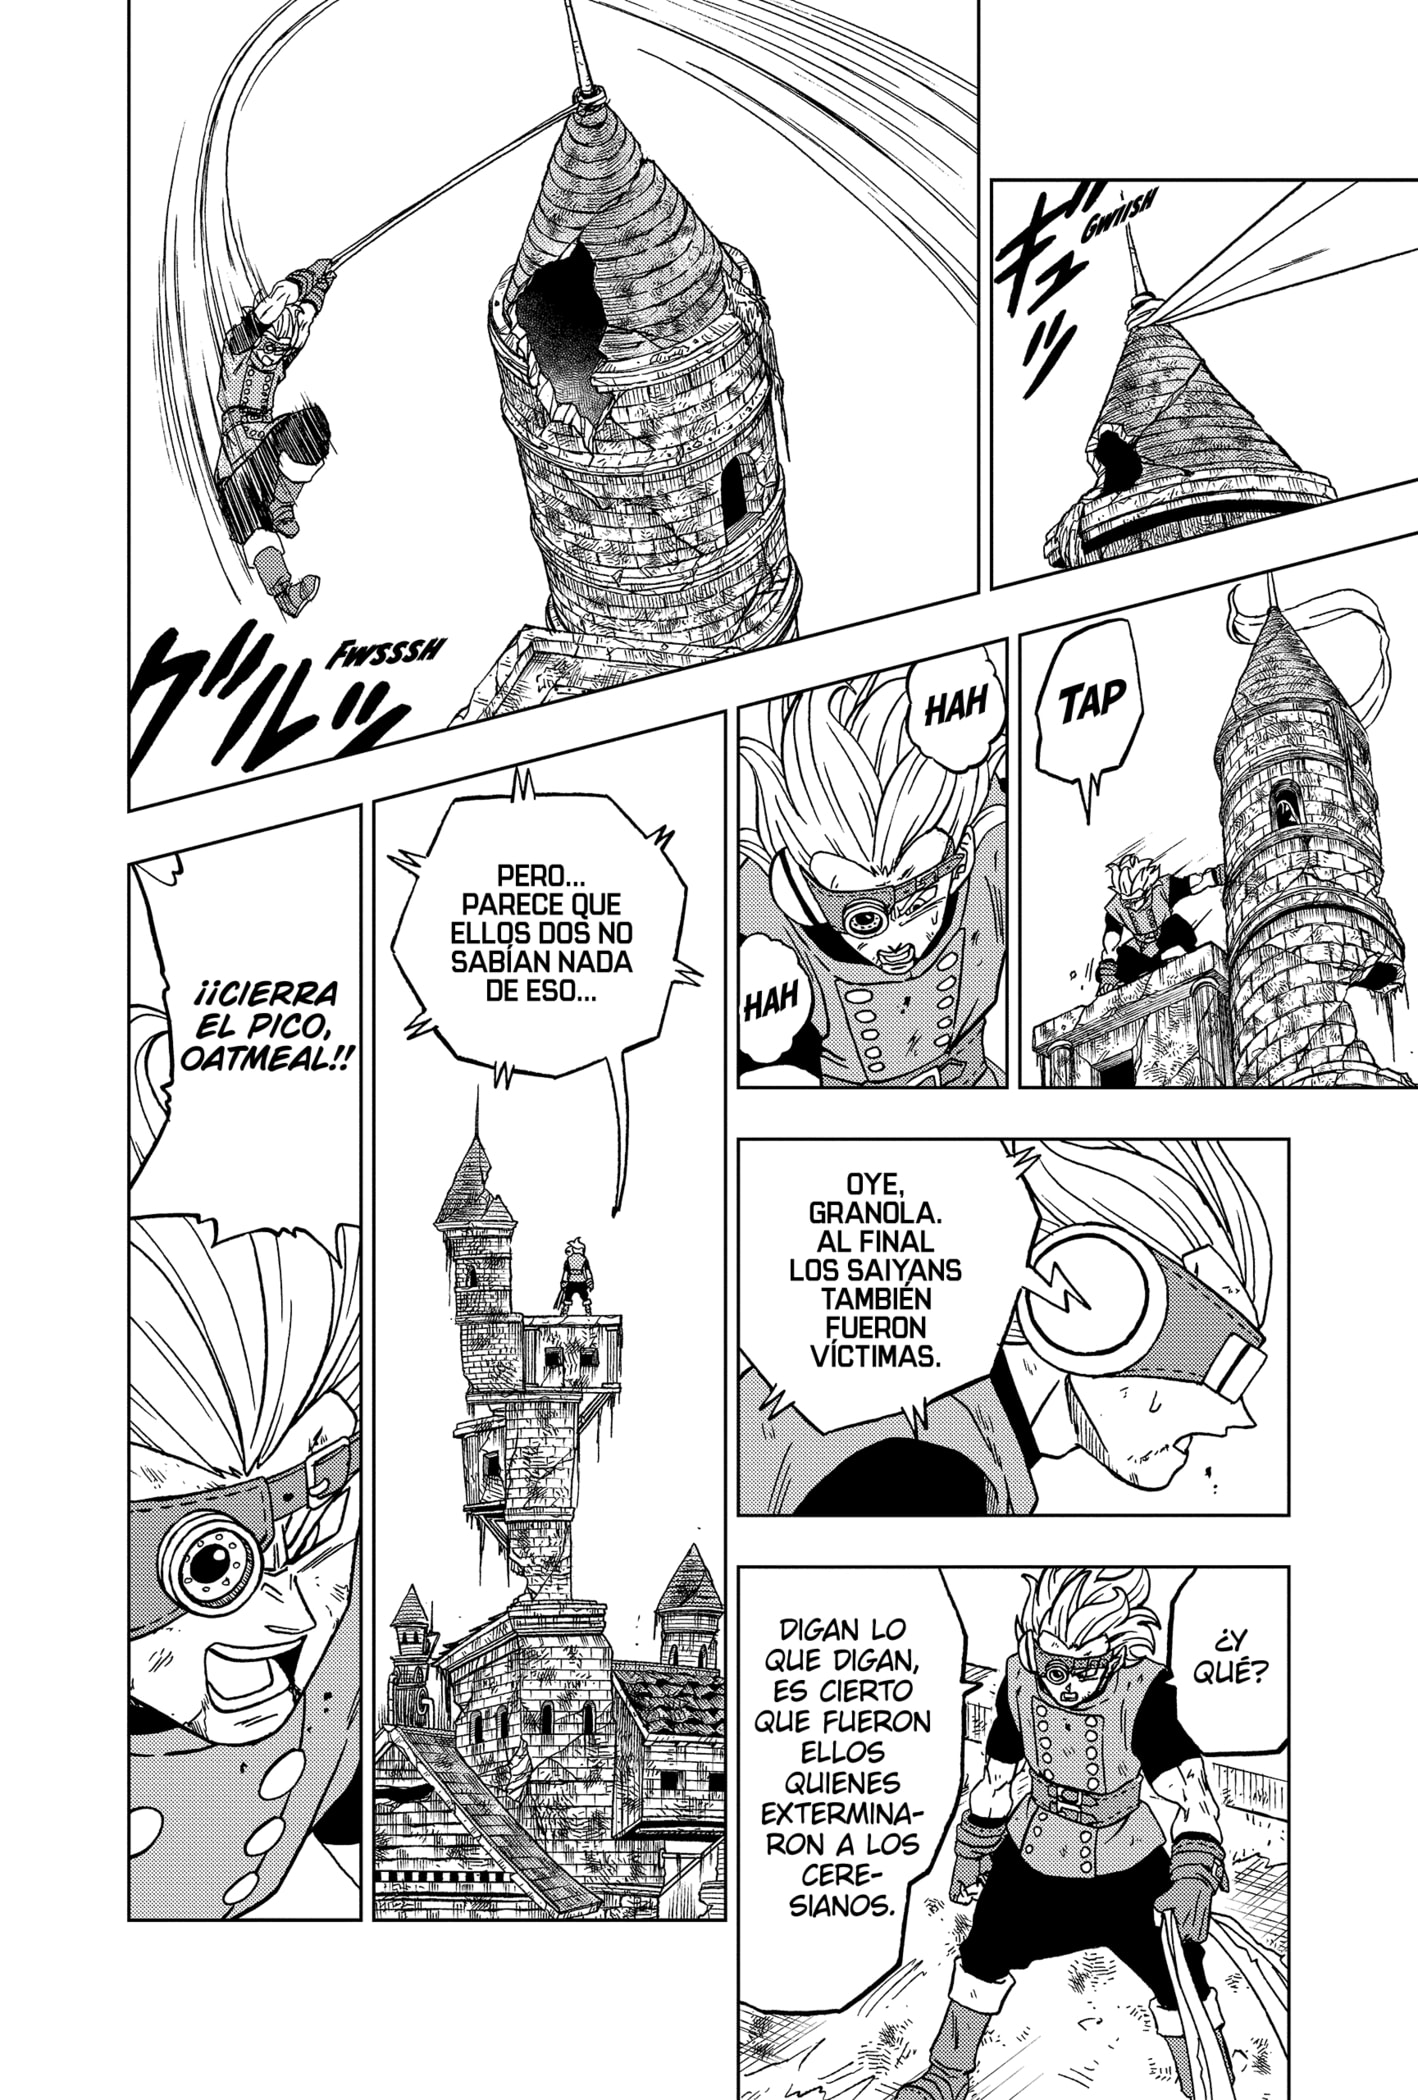 ギュッ
GWIISH
グルルッ
FWSSSH
TAP
HAH
HAH
OYE,
GRANOLA.
AL FINAL
LOS SAIYANS
TAMBIÉN
FUERON
VÍCTIMAS.
¿Y
QUÉ?
DIGAN LO
QUE DIGAN,
ES CIERTO
QUE FUERON
ELLOS
QUIENES
EXTERMINA-
RON A LOS
CERE-
SIANOS.
PERO...
PARECE QUE
ELLOS DOS NO
SABÍAN NADA
DE ESO...
¡¡CIERRA
EL PICO,
OATMEAL!!